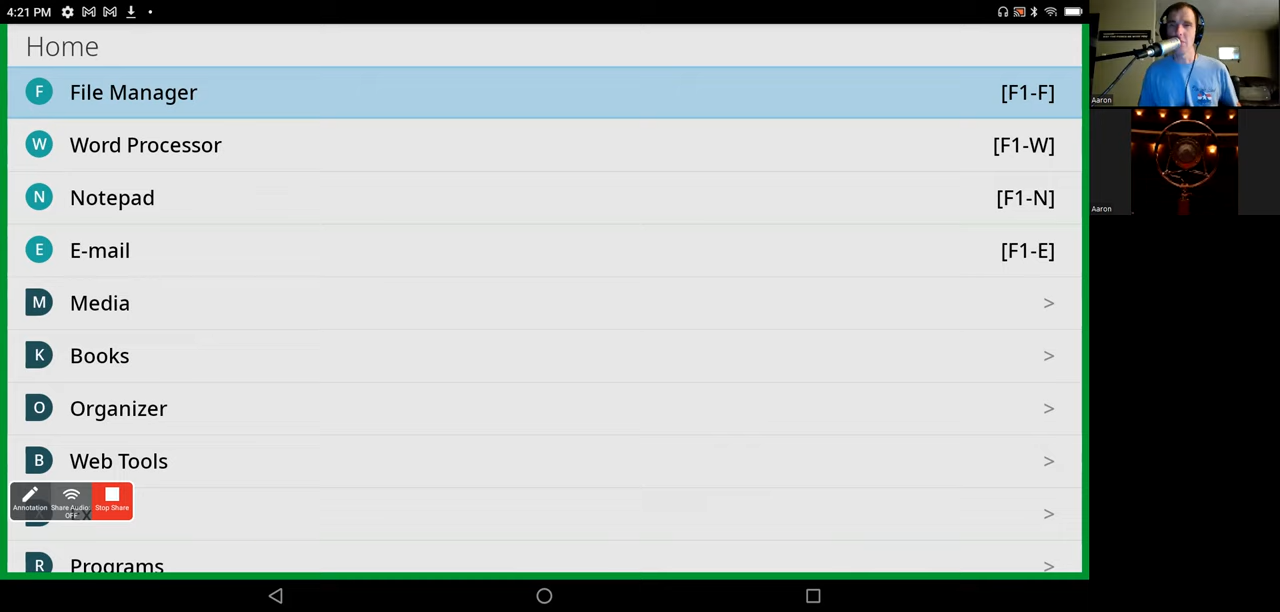 4:21 PM
Home
F File Manager [F1-F]
W Word Processor [F1-W]
N Notepad [F1-N]
E E-mail [F1-E]
M Media >
K Books >
O Organizer >
B Web Tools >
>
R Programs >
Annotation
Share Audio: OFF
Stop Share
Aaron
Aaron